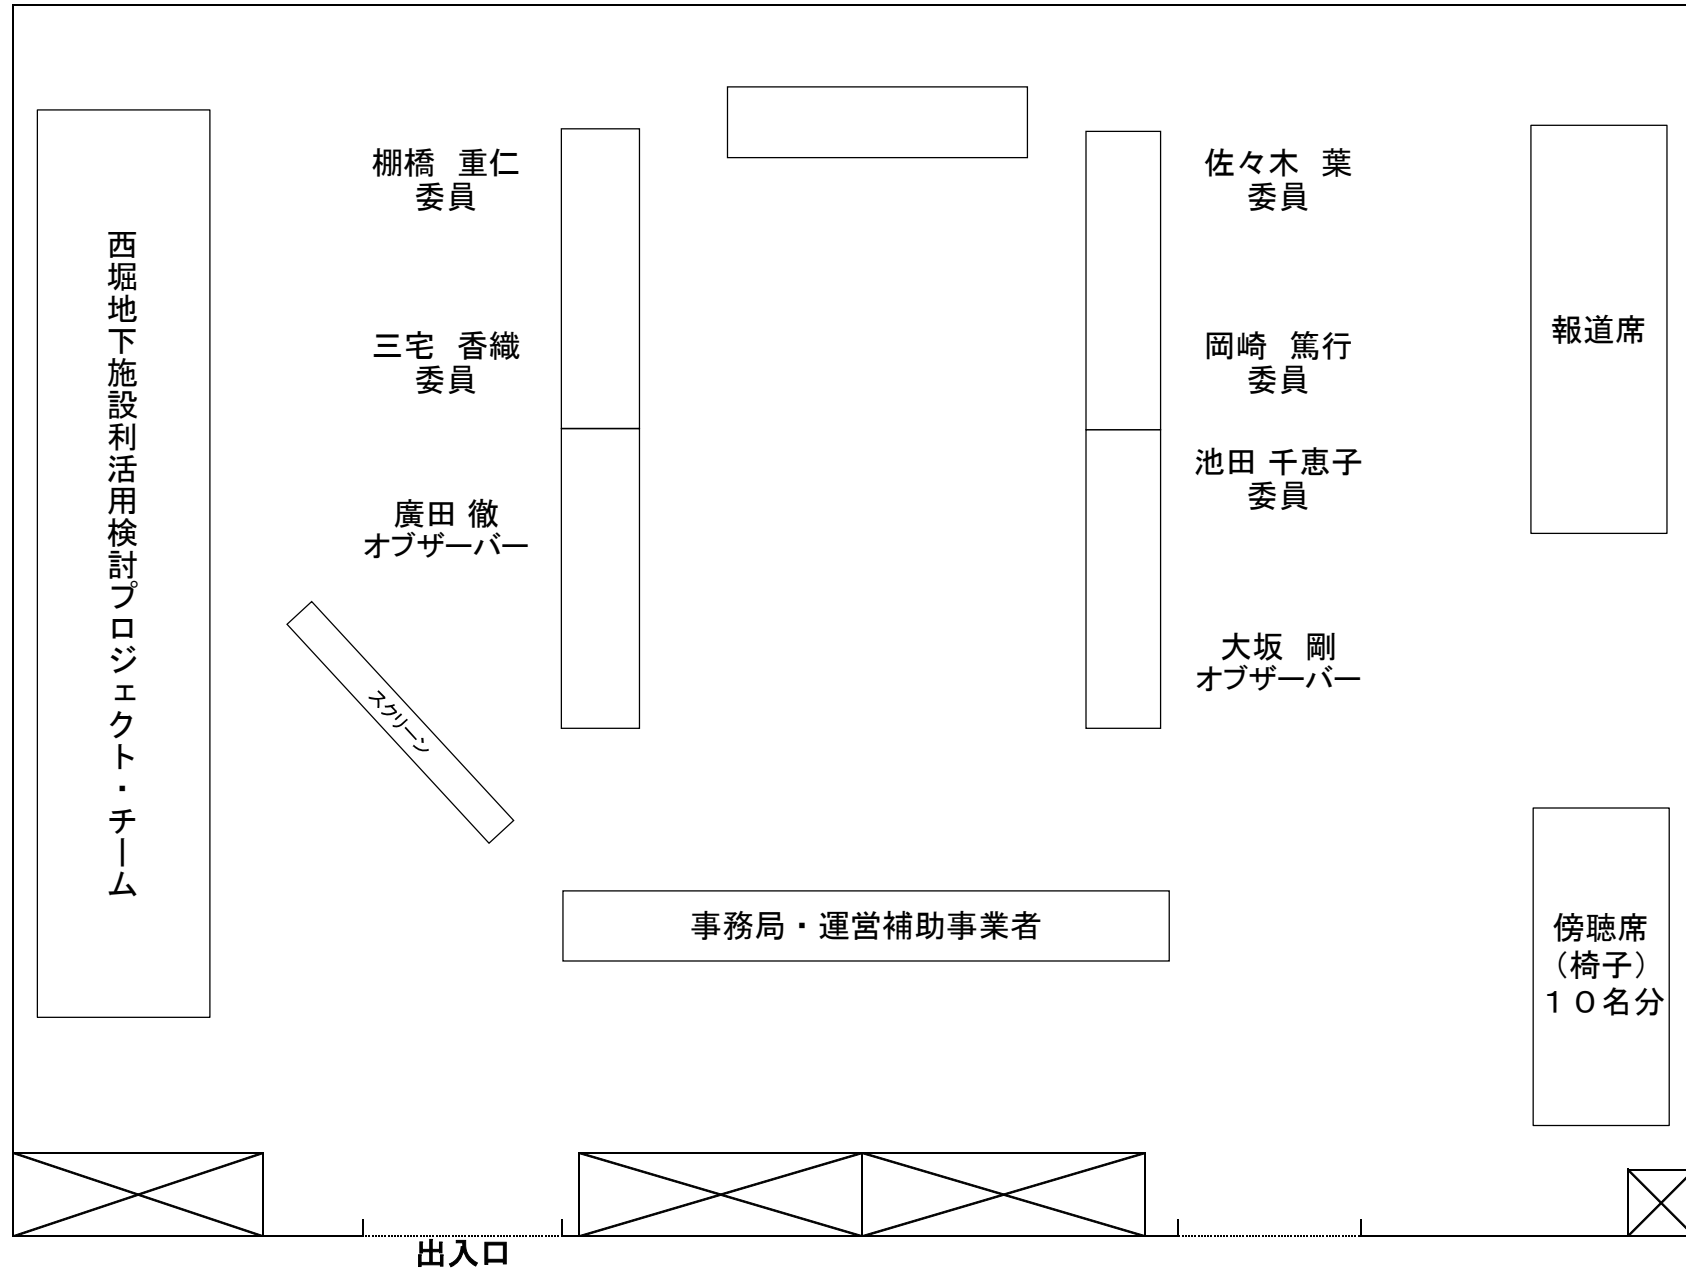 西堀地下施設利活用検討プロジェクト・チーム
棚橋　重仁
委員
三宅　香織
委員
廣田 徹
オブザーバー
スクリーン
佐々木　葉
委員
岡崎　篤行
委員
池田 千恵子
委員
大坂　剛
オブザーバー
報道席
事務局・運営補助事業者
傍聴席
（椅子）
１０名分
出入口